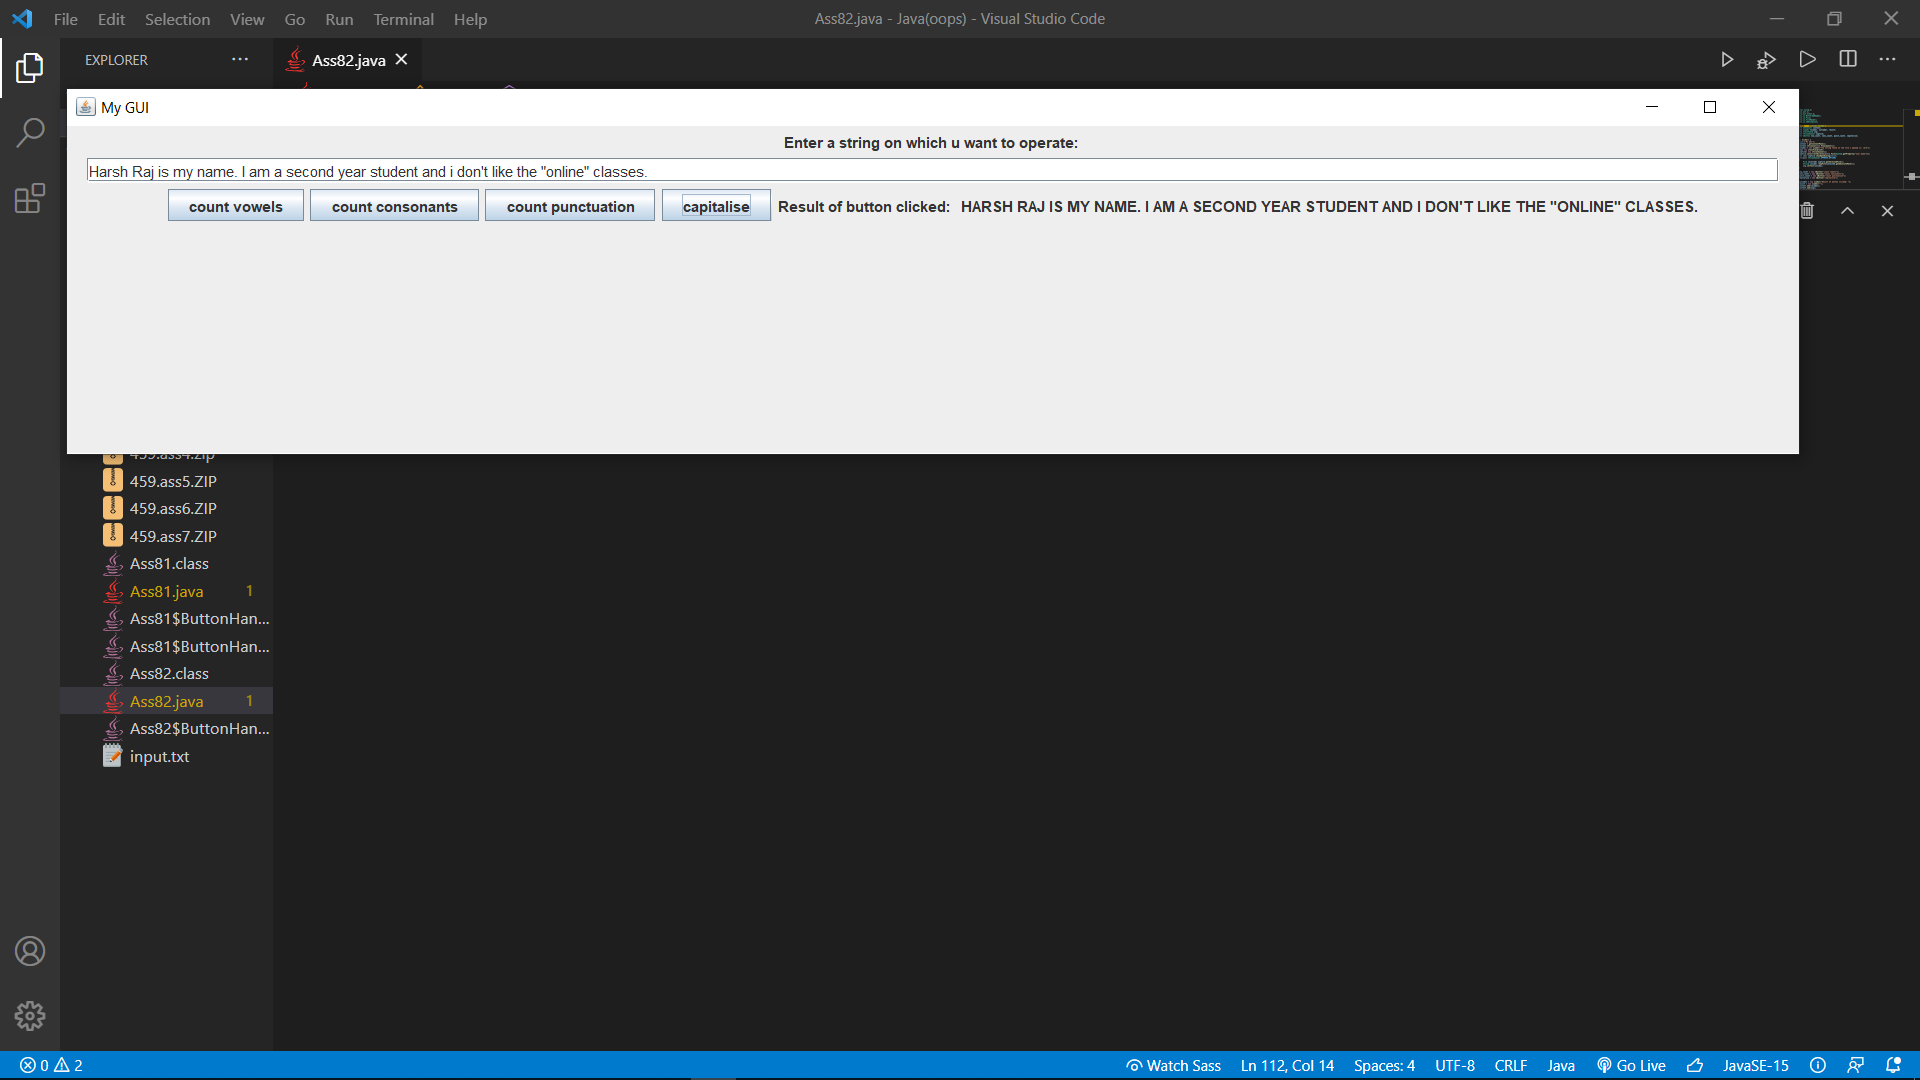 File Edit Selection View Go Run Terminal Help
Ass82.java - Java(oops) - Visual Studio Code
EXPLORER
Ass82.java
My GUI
Enter a string on which u want to operate:
Harsh Raj is my name. I am a second year student and i don't like the "online" classes.
count vowels count consonants count punctuation capitalise Result of button clicked: HARSH RAJ IS MY NAME. I AM A SECOND YEAR STUDENT AND I DON'T LIKE THE "ONLINE" CLASSES.
459.ass4.zip
459.ass5.ZIP
459.ass6.ZIP
459.ass7.ZIP
Ass81.class
Ass81.java 1
Ass81$ButtonHan...
Ass81$ButtonHan...
Ass82.class
Ass82.java 1
Ass82$ButtonHan...
input.txt
0 2 Watch Sass Ln 112, Col 14 Spaces: 4 UTF-8 CRLF Java Go Live JavaSE-15